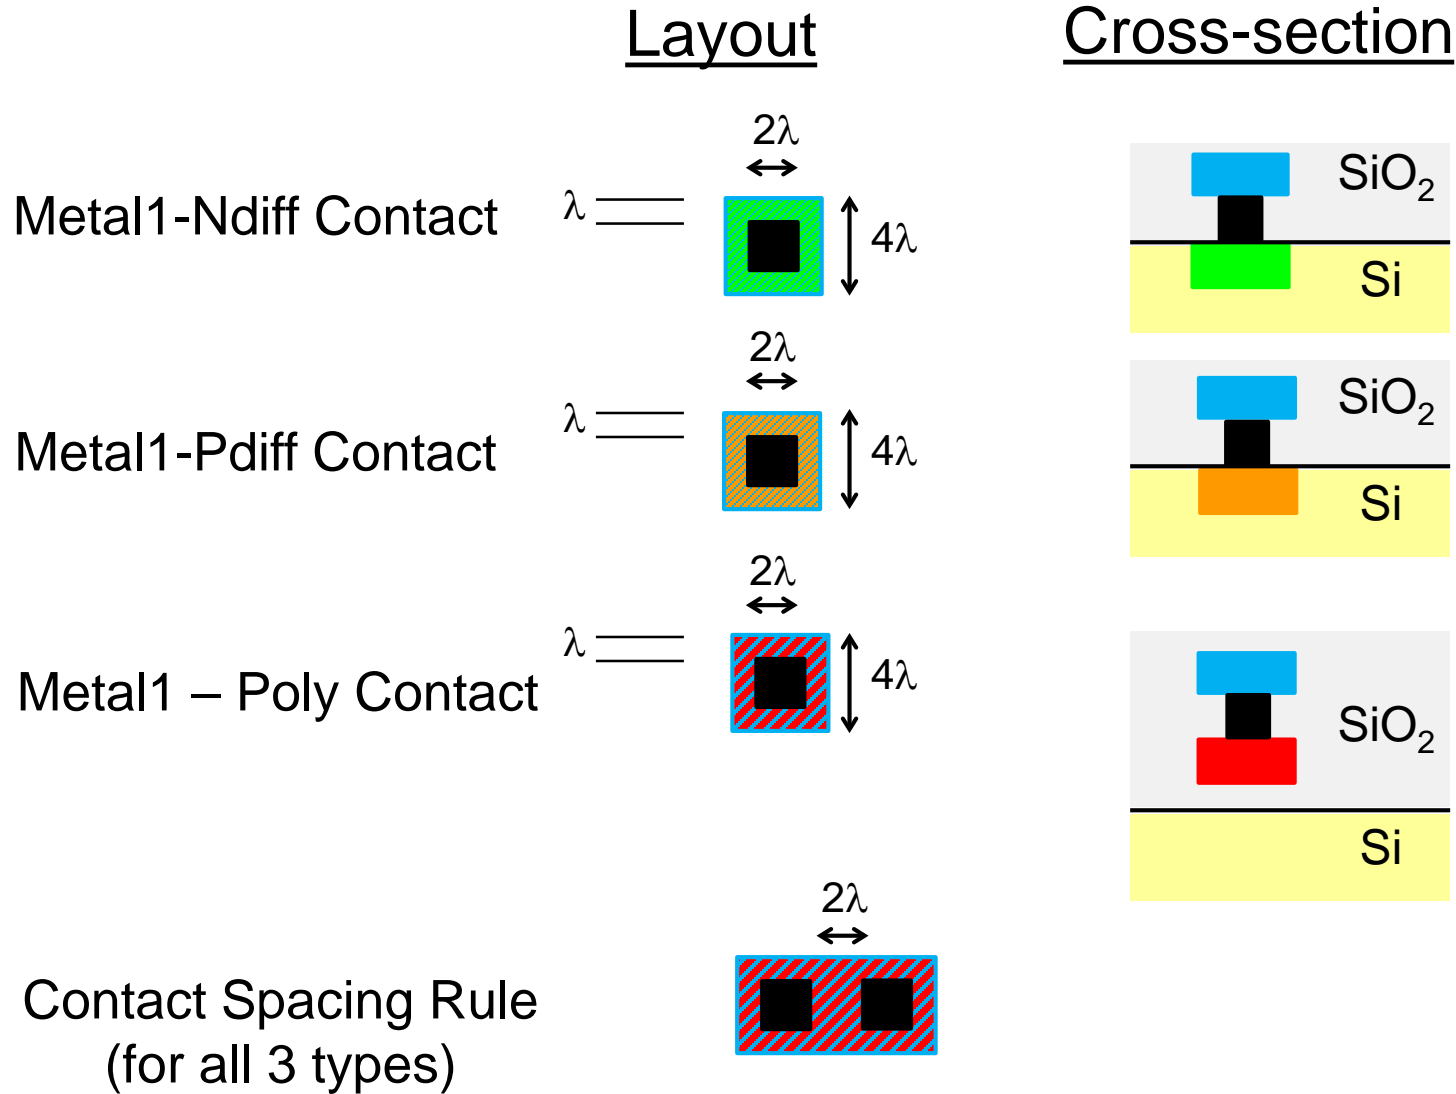 Layout
Cross-section
2λ
Metal1-Ndiff Contact
λ
4λ
SiO2
Si
2λ
Metal1-Pdiff Contact
λ
4λ
SiO2
Si
2λ
Metal1 – Poly Contact
λ
4λ
SiO2
Si
2λ
Contact Spacing Rule
(for all 3 types)